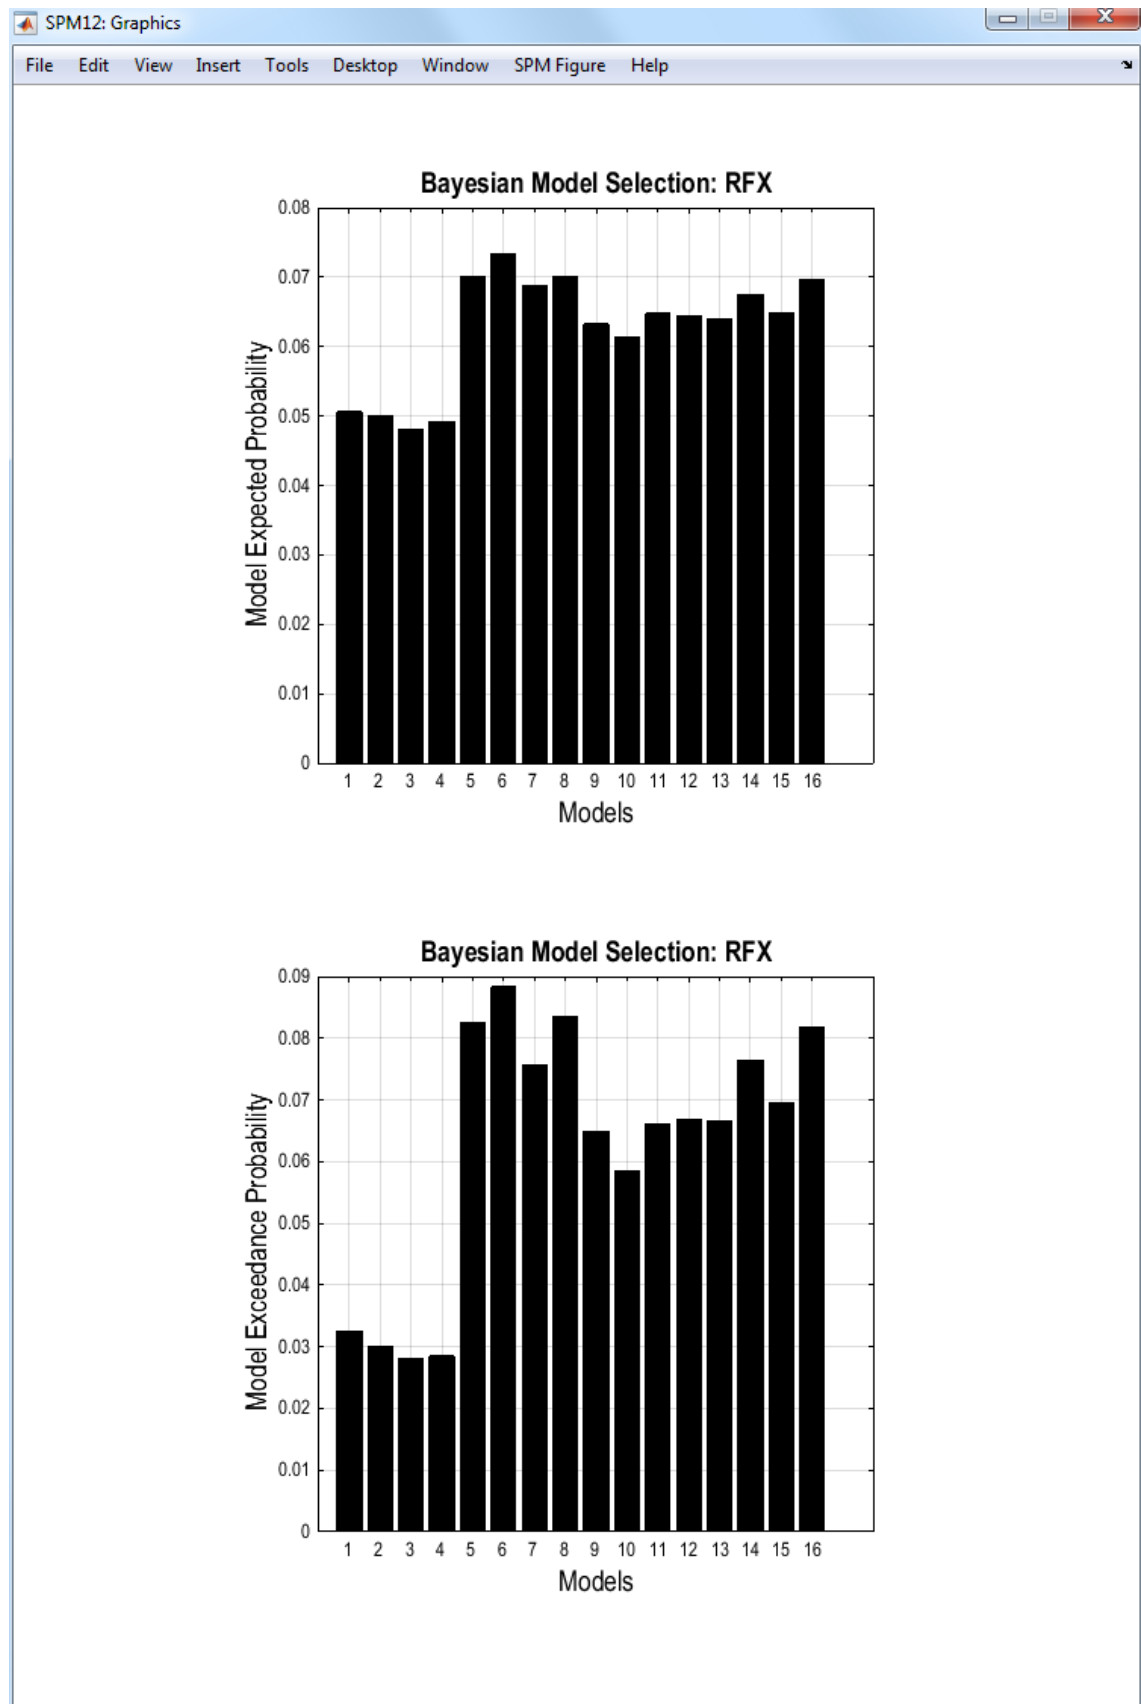 SPM12: Graphics
File Edit View Insert Tools Desktop Window SPM Figure Help
Bayesian Model Selection: RFX
Model Expected Probability
0.08
0.07
0.06
0.05
0.04
0.03
0.02
0.01
0
1 2 3 4 5 6 7 8 9 10 11 12 13 14 15 16
Models
Bayesian Model Selection: RFX
Model Exceedance Probability
0.09
0.08
0.07
0.06
0.05
0.04
0.03
0.02
0.01
0
1 2 3 4 5 6 7 8 9 10 11 12 13 14 15 16
Models